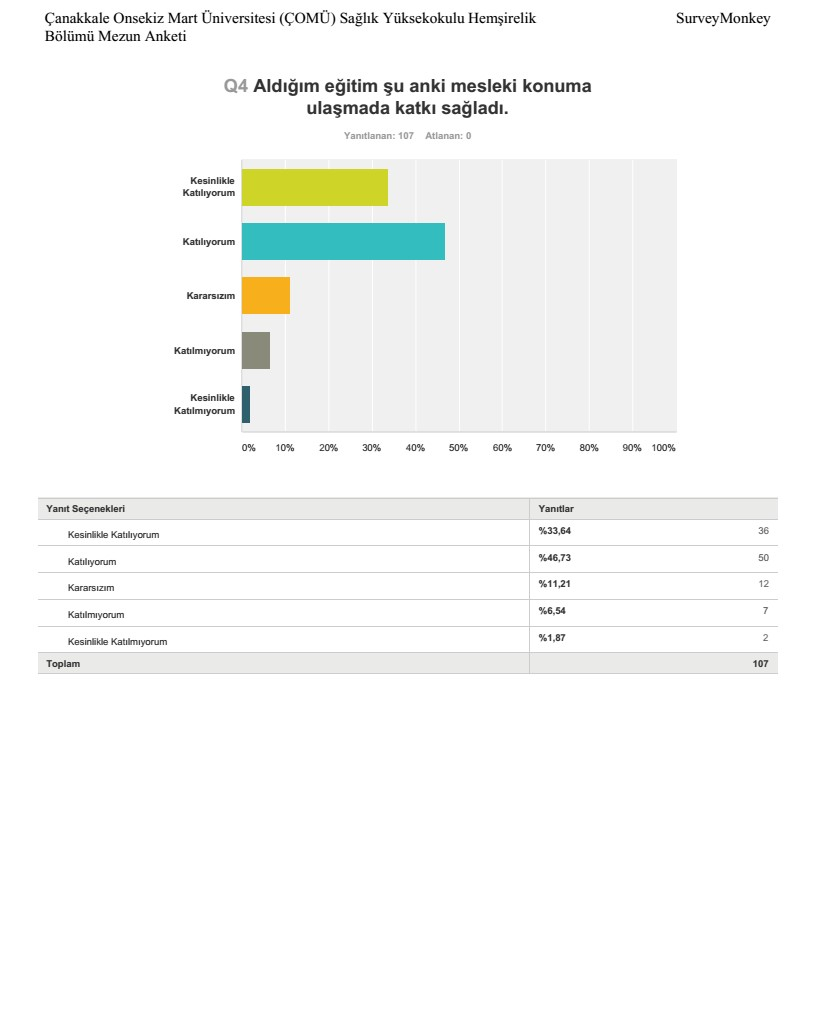 Çanakkale Onsekiz Mart Üniversitesi (ÇOMÜ) Sağlık Yüksekokulu Hemşirelik SurveyMonkey
Bölümü Mezun Anketi
Q4 Aldığım eğitim şu anki mesleki konuma
ulaşmada katkı sağladı.
Yanıtlanan: 107 Atlanan: 0
Kesinlikle
Katılıyorum
Katılıyorum
Kararsızım
Katılmıyorum
Kesinlikle
Katılmıyorum
0% 10% 20% 30% 40% 50% 60% 70% 80% 90% 100%
Yanıt Seçenekleri Yanıtlar
Kesinlikle Katılıyorum %33,64 36
Katılıyorum %46,73 50
Kararsızım %11,21 12
Katılmıyorum %6,54 7
Kesinlikle Katılmıyorum %1,87 2
Toplam 107